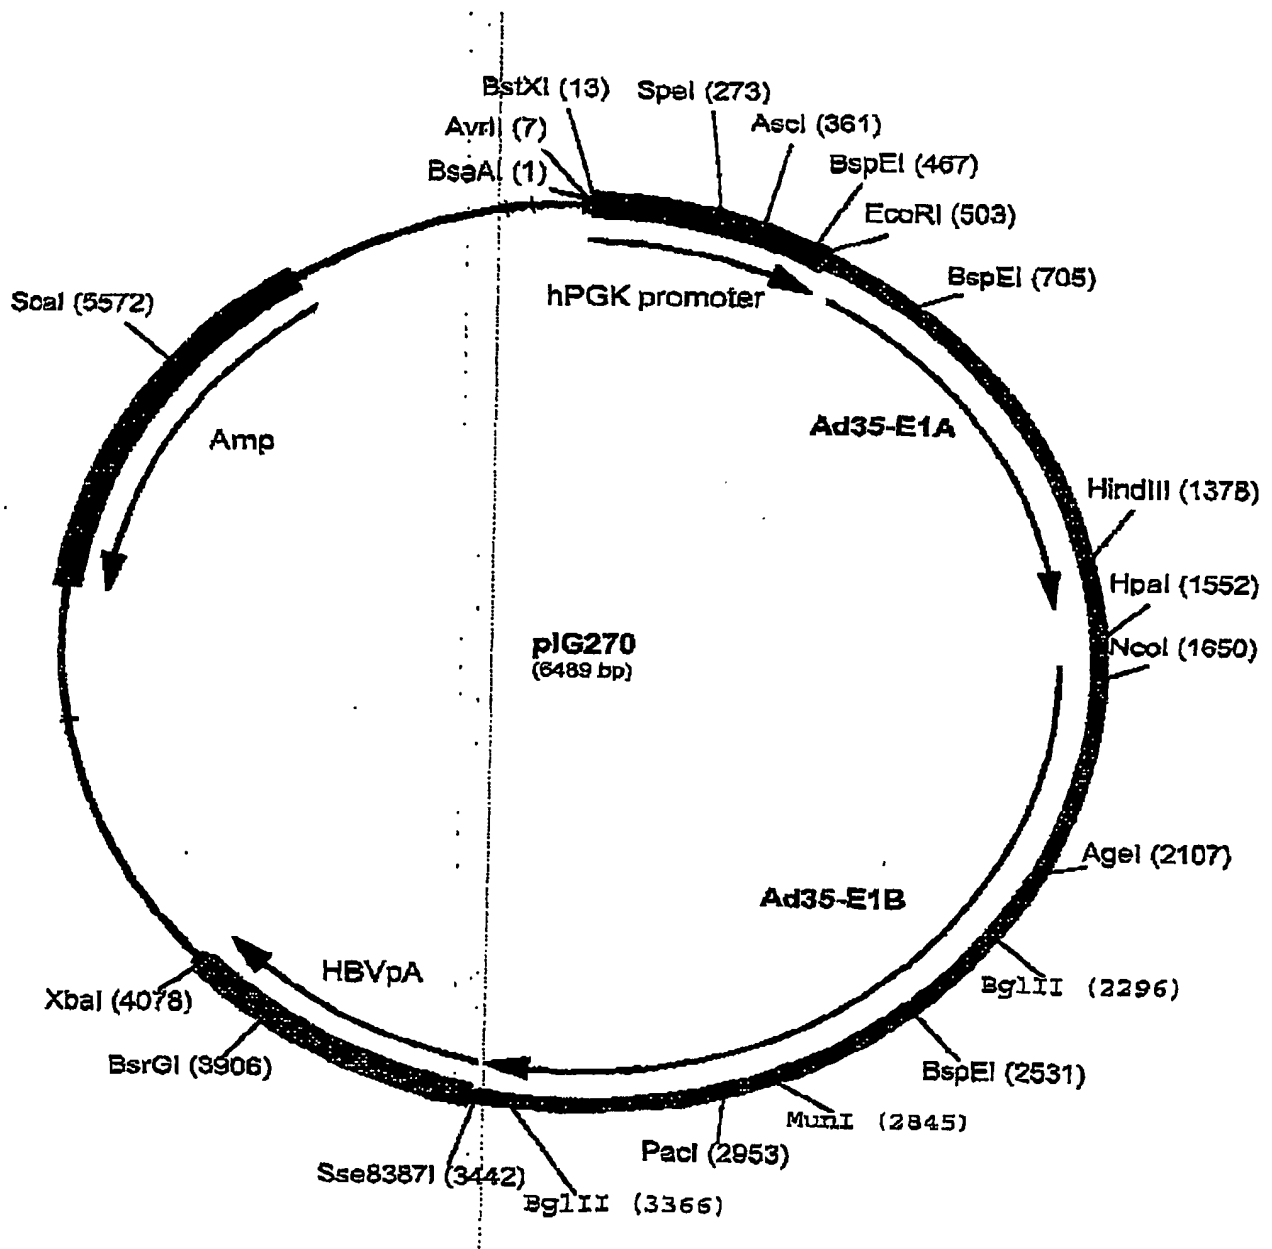 BstXI (13)
SpeI (273)
AvrII (7)
AscI (361)
BsaAI (1)
BspEI (467)
EcoRI (503)
BspEI (705)
ScaI (5572)
hPGK promoter
Amp
Ad35-E1A
HindIII (1378)
HpaI (1552)
pIG270
(6489 bp)
NcoI (1650)
AgeI (2107)
Ad35-E1B
HBVpA
BglII (2296)
XbaI (4078)
BsrGI (3906)
BspEI (2531)
MunI (2845)
PacI (2953)
Sse8387I (3442)
BglII (3366)